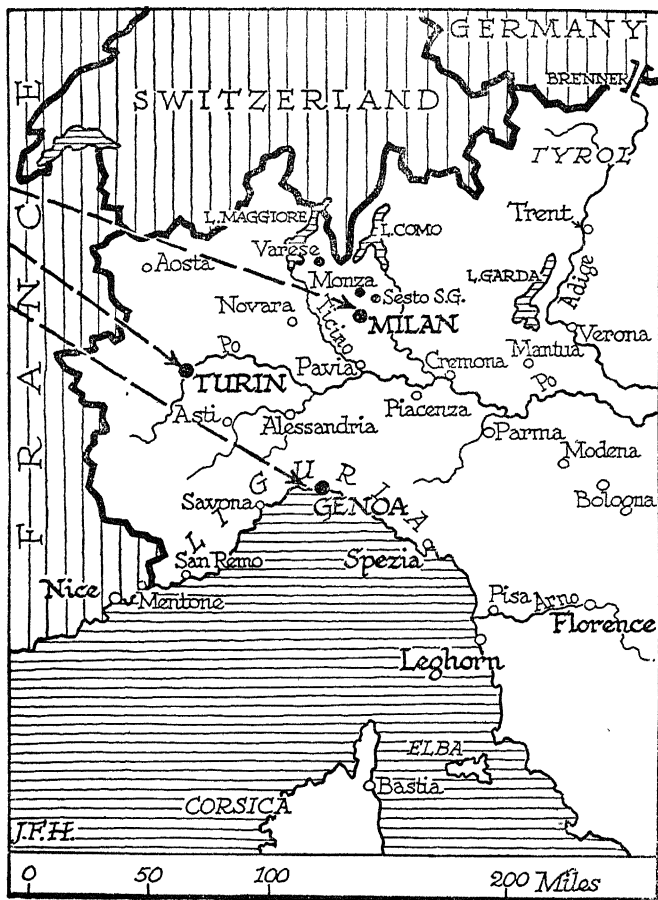 GERMANY
BRENNER
SWITZERLAND
TYROL
FRANCE
L.MAGGIORE
L.COMO
Trent
Varese
Aosta
L.GARDA
Adige
Monza
Sesto S.G.
Novara
Ticino
MILAN
Verona
Po
Pavia
Cremona
Mantua
TURIN
Po
Asti
Alessandria
Piacenza
Parma
Modena
Bologna
LIGURIA
Savona
GENOA
San Remo
Spezia
Nice
Mentone
Pisa
Arno
Florence
Leghorn
ELBA
Bastia
CORSICA
J.F.H.
0 50 100 200 Miles